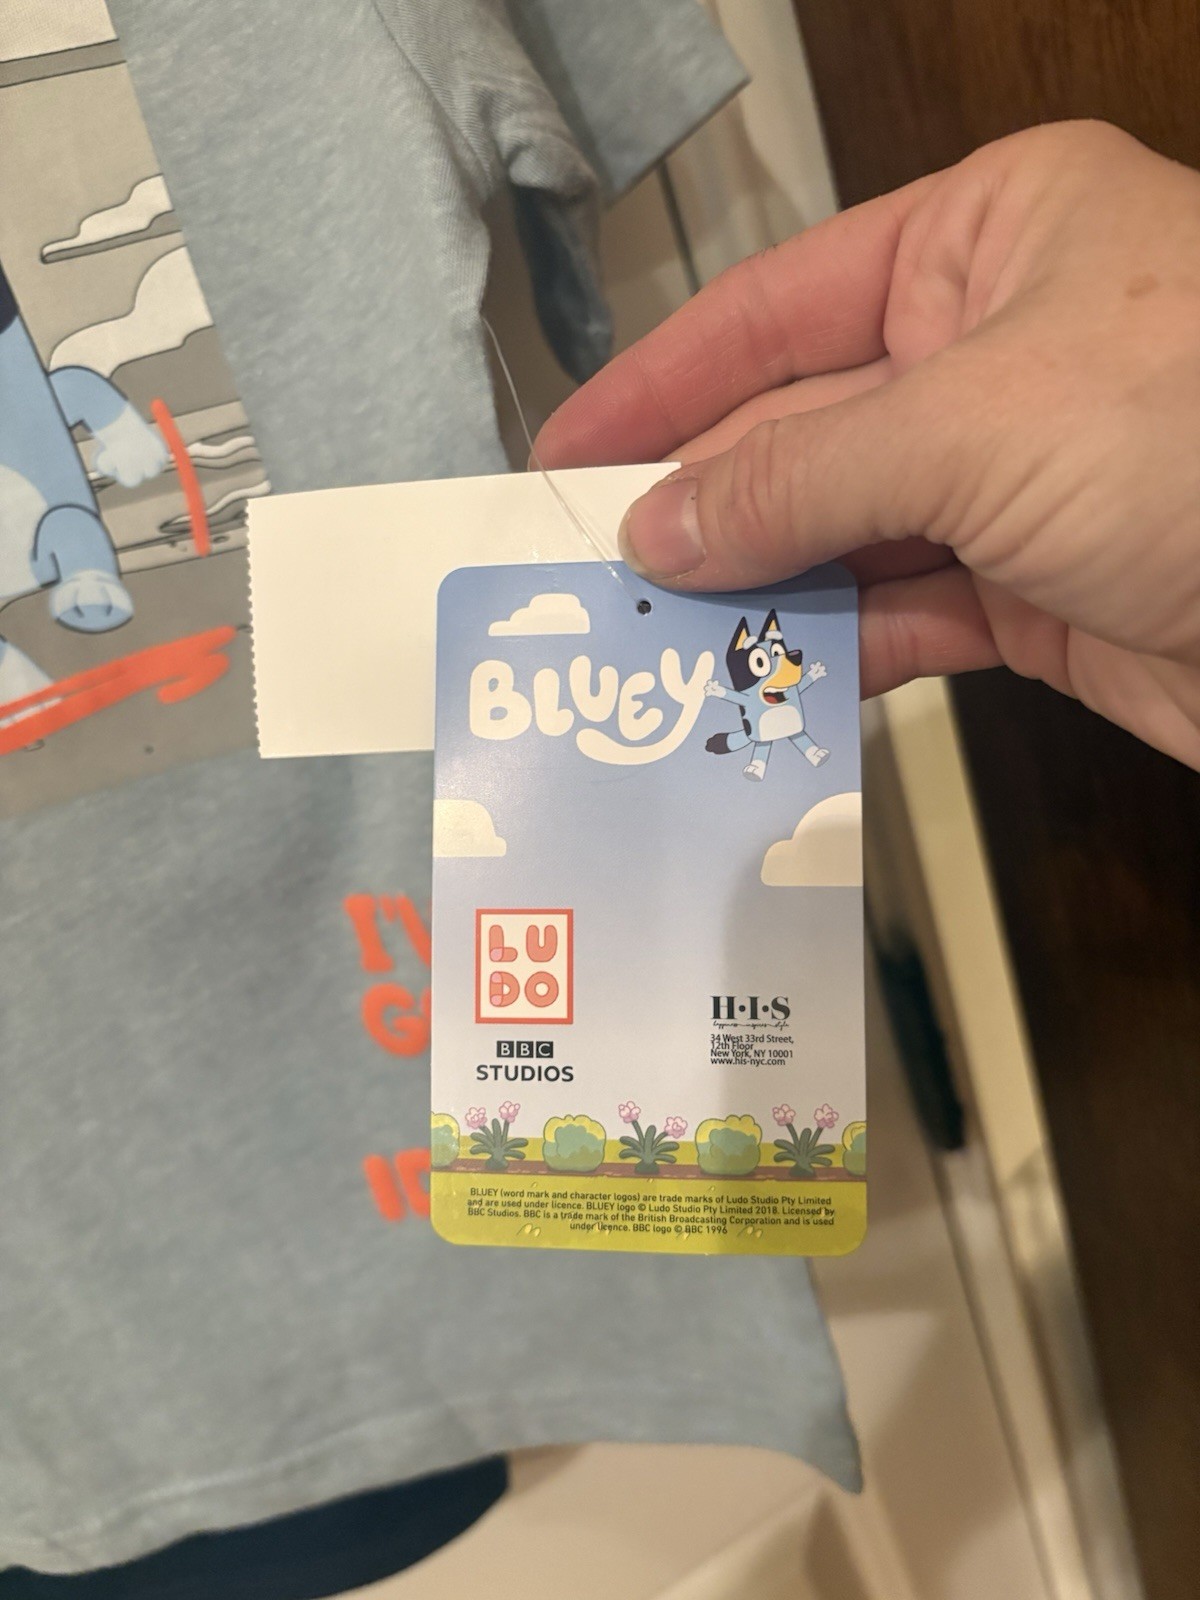 BLUEY
LU
DO
BBC
STUDIOS
H·I·S
34 West 33rd Street,
12th Floor
New York, NY 10001
www.his-nyc.com
I'V
G
BLUEY (word mark and character logos) are trade marks of Ludo Studio Pty Limited
and are used under licence. BLUEY logo © Ludo Studio Pty Limited 2018. Licensed by
BBC Studios. BBC is a trade mark of the British Broadcasting Corporation and is used
under licence. BBC logo © BBC 1996